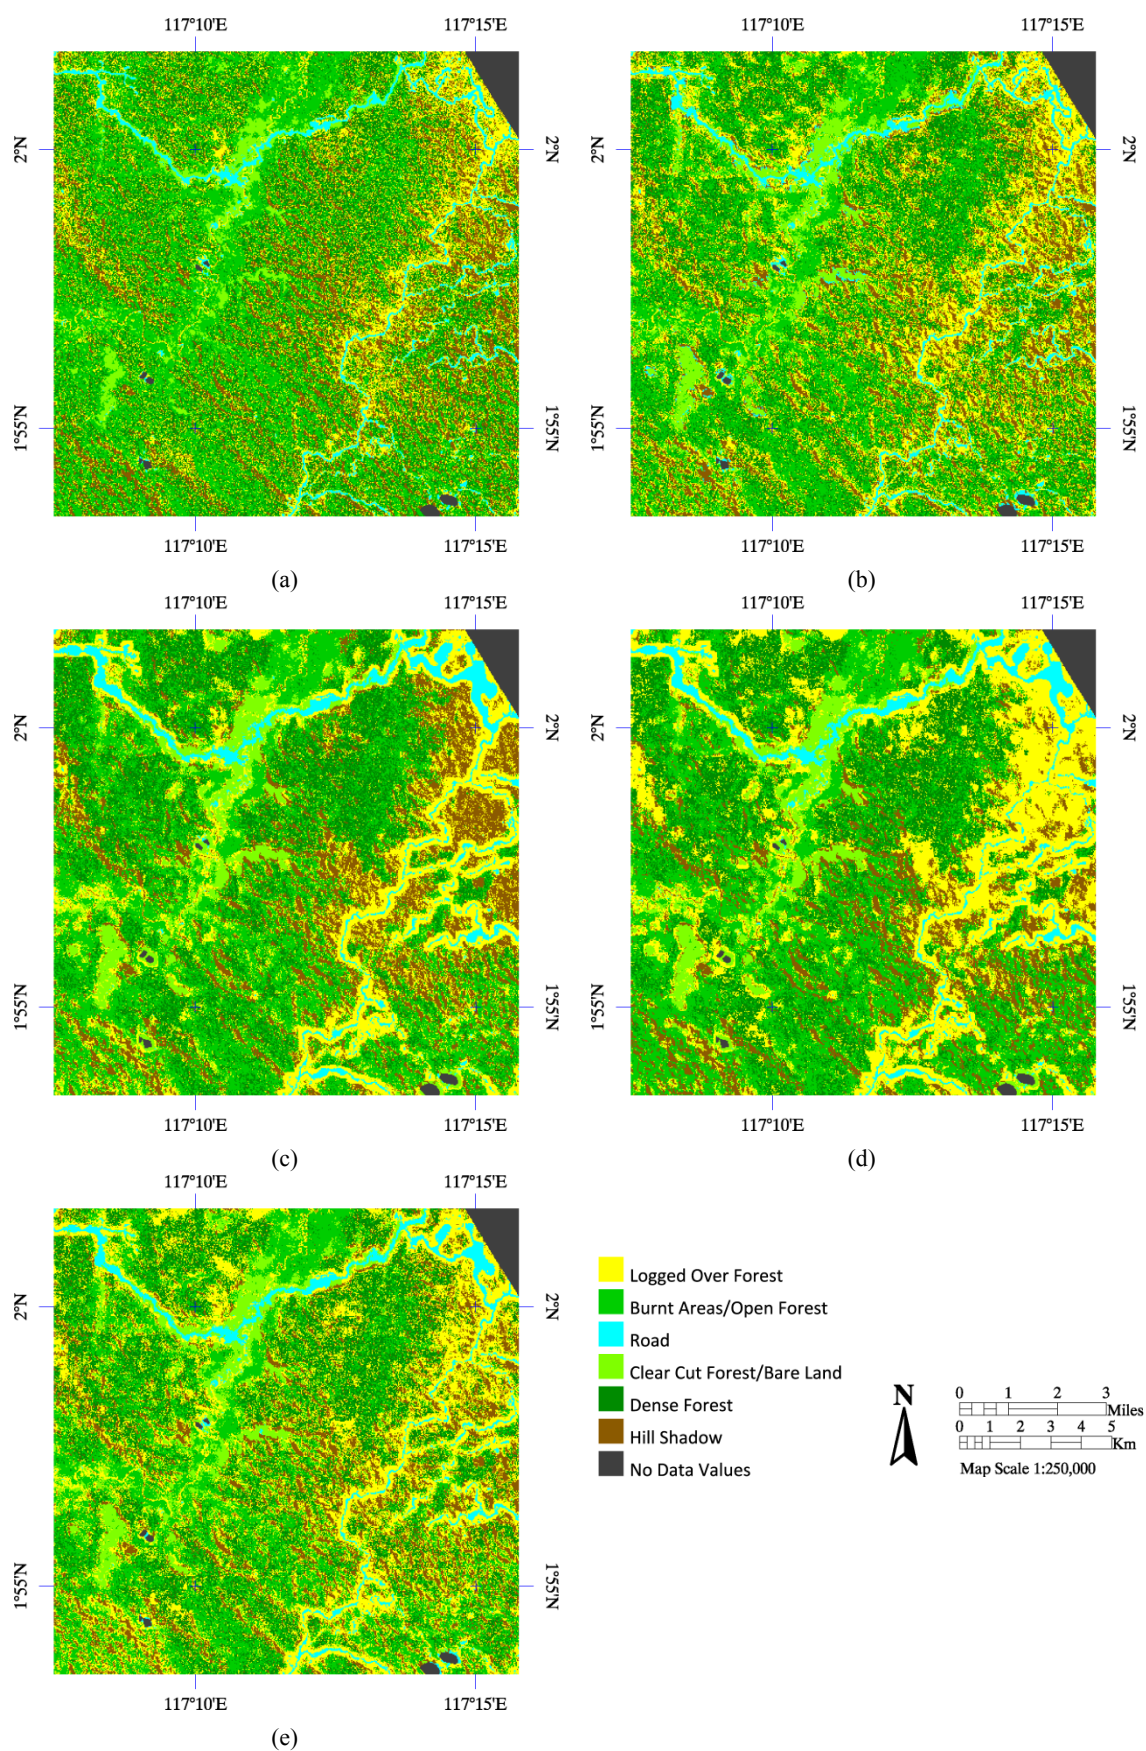 117°10'E 117°15'E 117°10'E 117°15'E
2°N 2°N 2°N 2°N
1°55'N 1°55'N 1°55'N 1°55'N
117°10'E 117°15'E 117°10'E 117°15'E
(a) (b)
117°10'E 117°15'E 117°10'E 117°15'E
2°N 2°N 2°N 2°N
1°55'N 1°55'N 1°55'N 1°55'N
117°10'E 117°15'E 117°10'E 117°15'E
(c) (d)
117°10'E 117°15'E
2°N 2°N
1°55'N 1°55'N
117°10'E 117°15'E
(e)
Logged Over Forest
Burnt Areas/Open Forest
Road
Clear Cut Forest/Bare Land
Dense Forest
Hill Shadow
No Data Values
N
0 1 2 3
Miles
0 1 2 3 4 5
Km
Map Scale 1:250,000